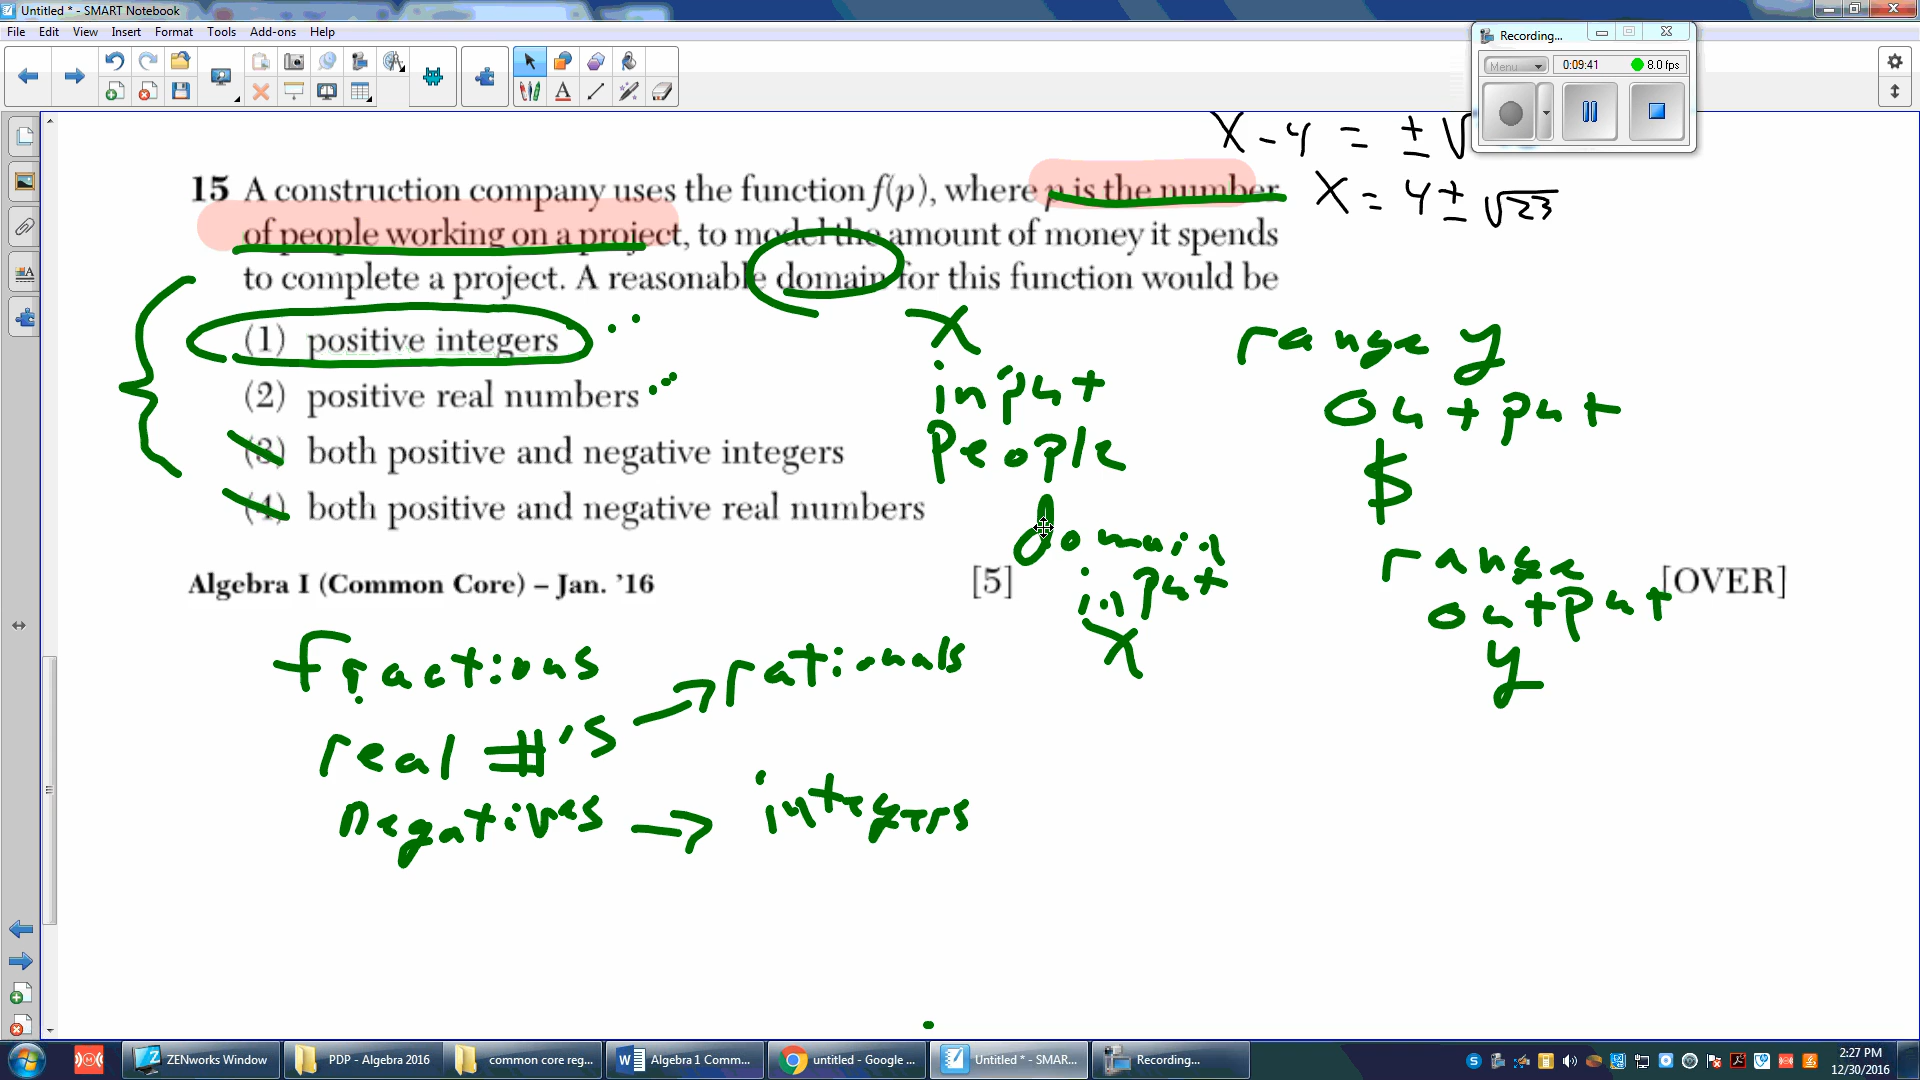 Untitled * - SMART Notebook
File Edit View Insert Format Tools Add-ons Help
Recording...
Menu 0:09:41 8.0 fps
X - 4 = ± √
X = 4 ± √23
15 A construction company uses the function f(p), where p is the number
of people working on a project, to model the amount of money it spends
to complete a project. A reasonable domain for this function would be
(1) positive integers
(2) positive real numbers
(3) both positive and negative integers
(4) both positive and negative real numbers
X
input
People
domain
input
X
range y
output
$
range
output
y
Algebra I (Common Core) – Jan. ’16 [5] [OVER]
fractions
real #'s → rationals
negatives → integers
ZENworks Window PDP - Algebra 2016 common core reg... Algebra 1 Comm... untitled - Google ... Untitled * - SMAR... Recording... 2:27 PM
12/30/2016